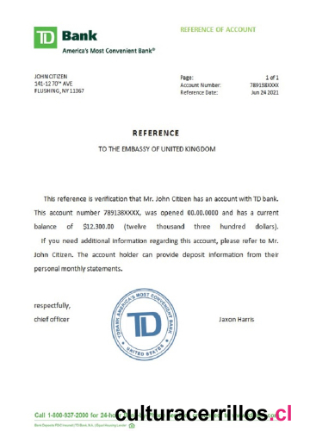 TD Bank
America's Most Convenient Bank®
REFERENCE OF ACCOUNT
JOHN CITIZEN
141-12 70TH AVE
FLUSHING, NY 11367
Page: 1 of 1
Account Number: 789138XXXX
Reference Date: Jun 24 2021
REFERENCE
TO THE EMBASSY OF UNITED KINGDOM
This reference is verification that Mr. John Citizen has an account with TD bank.
This account number 789138XXXX, was opened 00.00.0000 and has a current
balance of $12,300.00 (twelve thousand three hundred dollars).
If you need additional information regarding this account, please refer to Mr.
John Citizen. The account holder can provide deposit information from their
personal monthly statements.
respectfully,
chief officer
Jaxon Harris
AMERICA'S MOST CONVENIENT BANK
TD
UNITED STATES
Call 1-800-937-2000 for 24-ho
culturacerrillos.cl